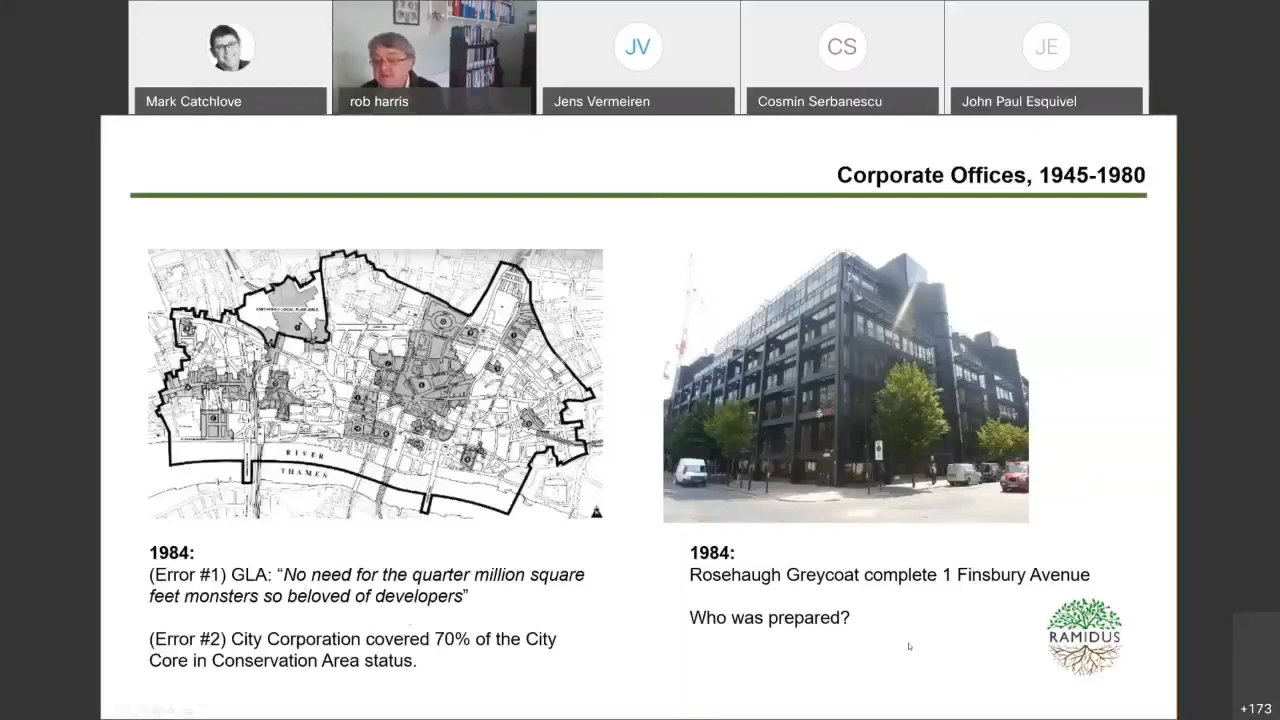 Mark Catchlove
rob harris
JV
Jens Vermeiren
CS
Cosmin Serbanescu
JE
John Paul Esquivel
Corporate Offices, 1945-1980
RIVER
THAMES
1984:
(Error #1) GLA: “No need for the quarter million square
feet monsters so beloved of developers”
(Error #2) City Corporation covered 70% of the City
Core in Conservation Area status.
1984:
Rosehaugh Greycoat complete 1 Finsbury Avenue
Who was prepared?
RAMIDUS
+173